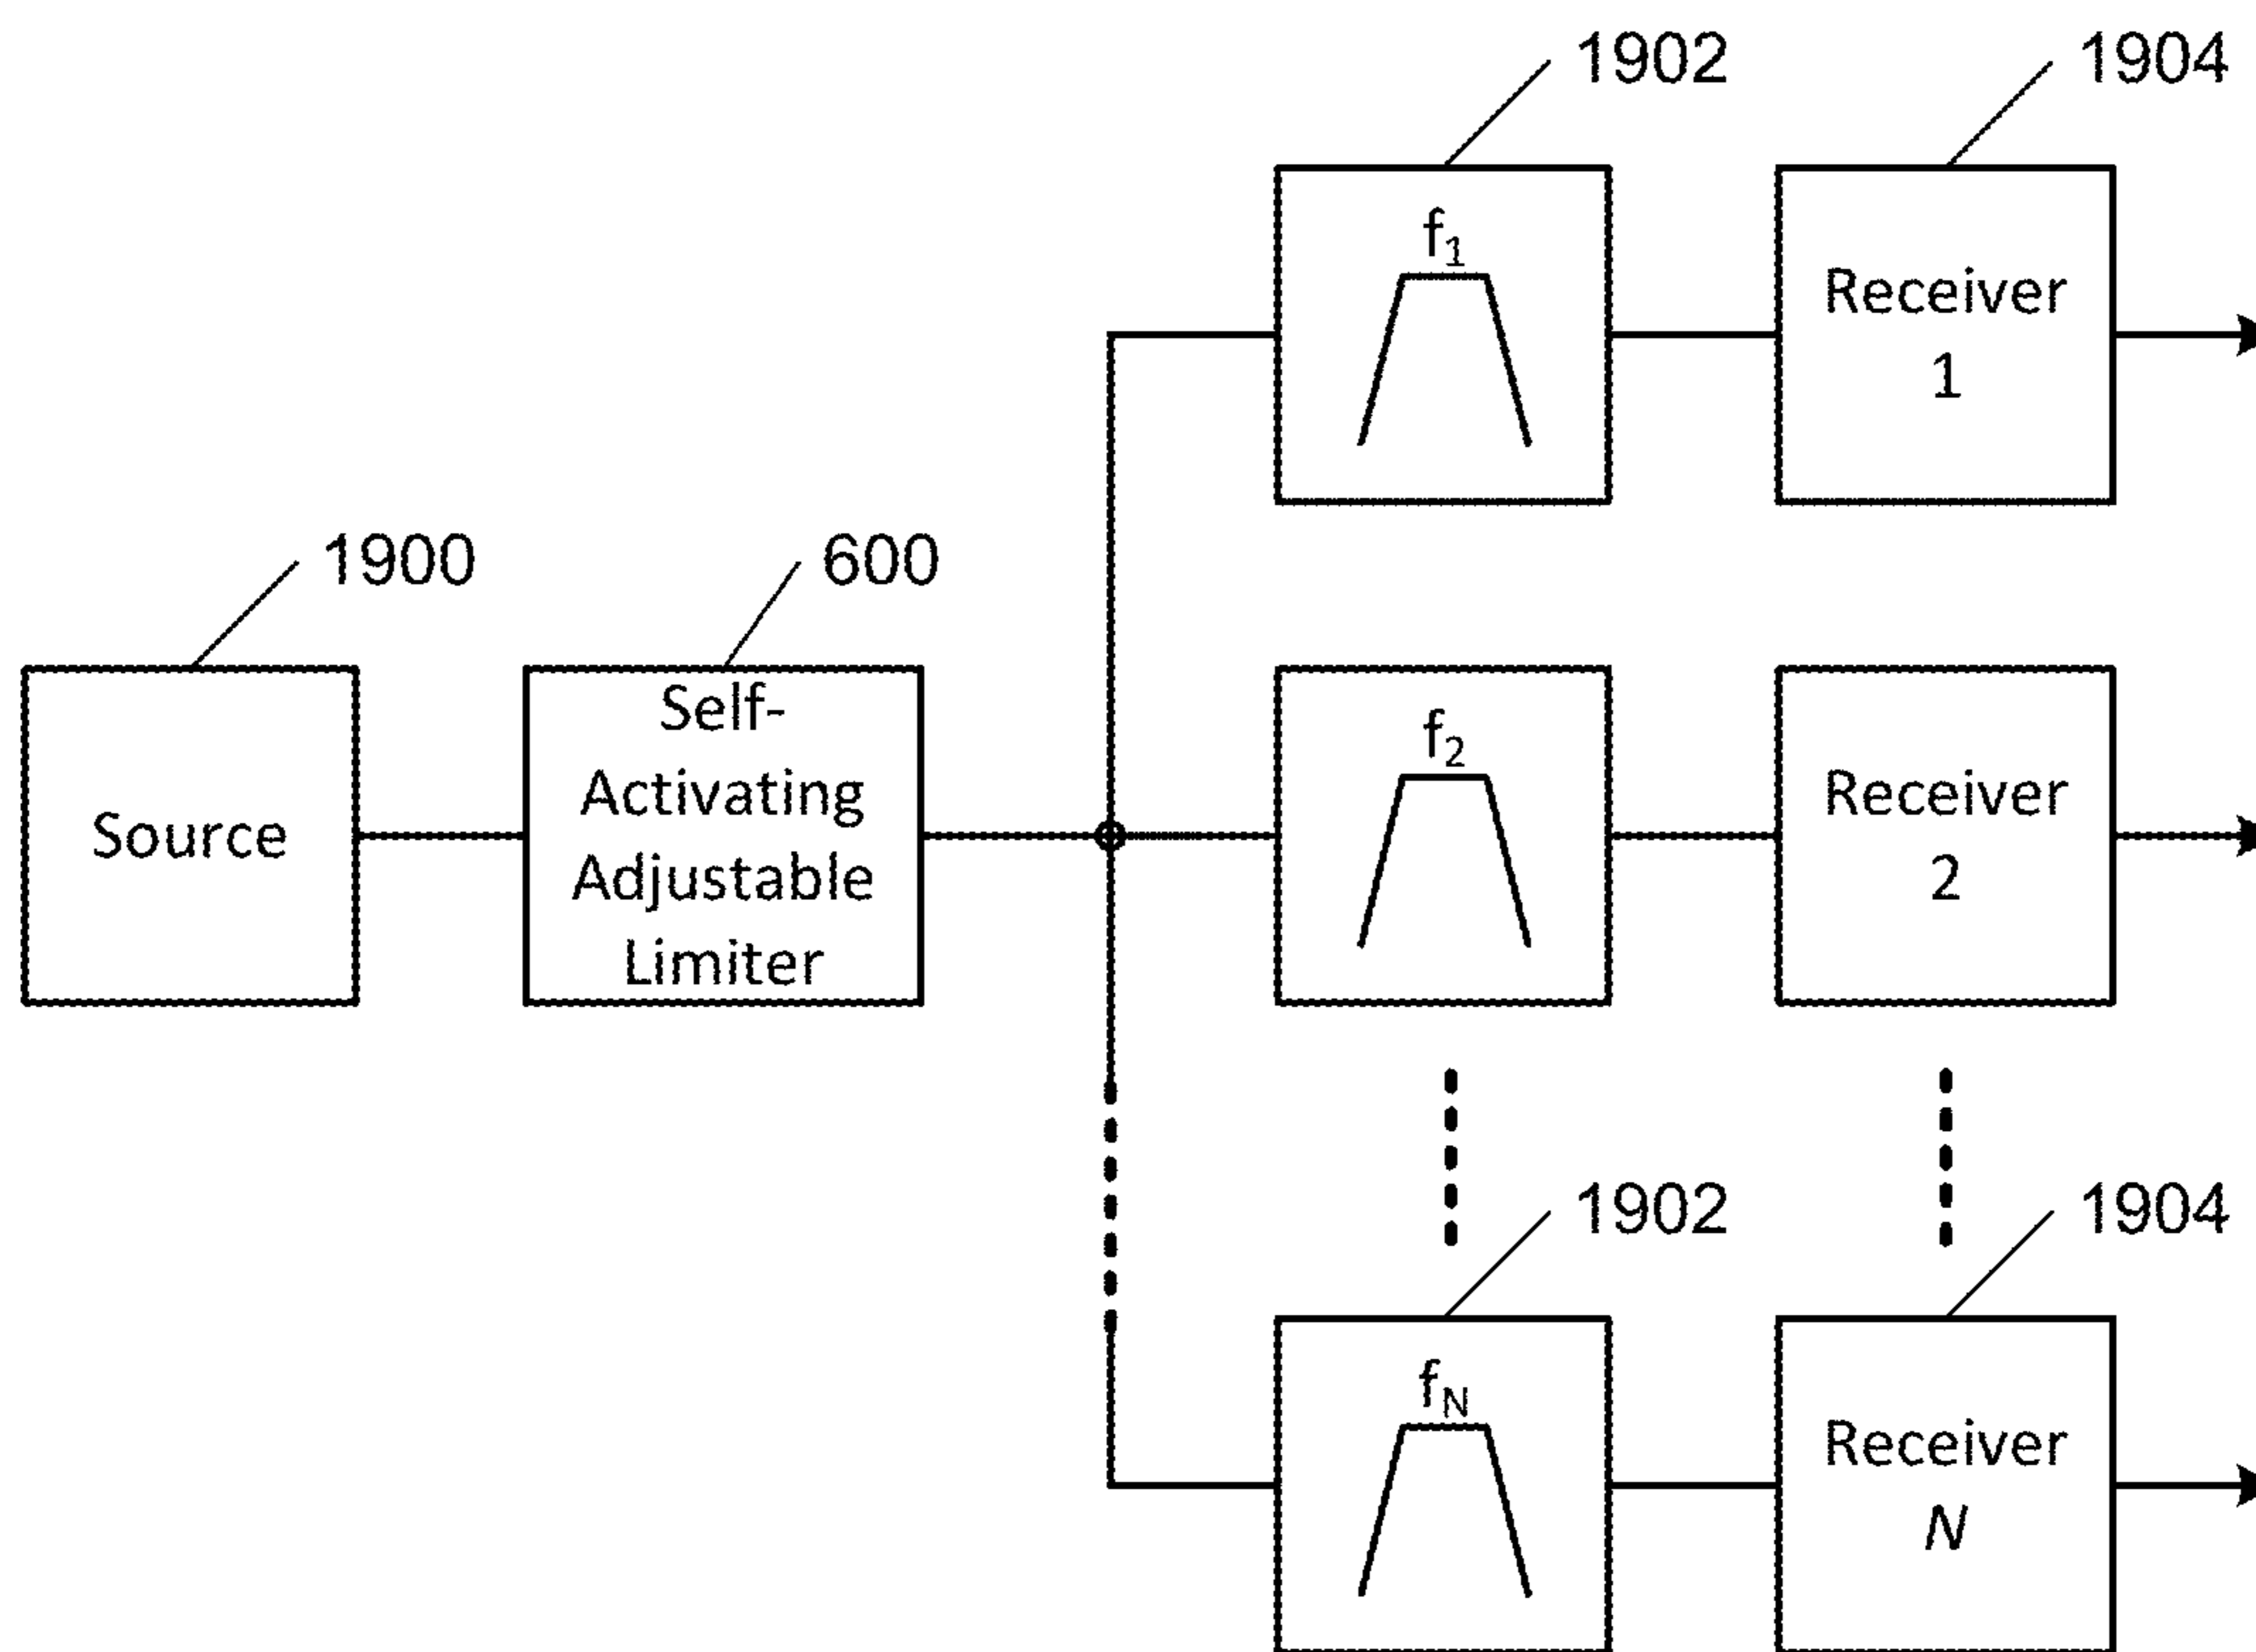 1902
1904
f1
Receiver
1
1900
600
Source
Self-
Activating
Adjustable
Limiter
f2
Receiver
2
1902
1904
fN
Receiver
N